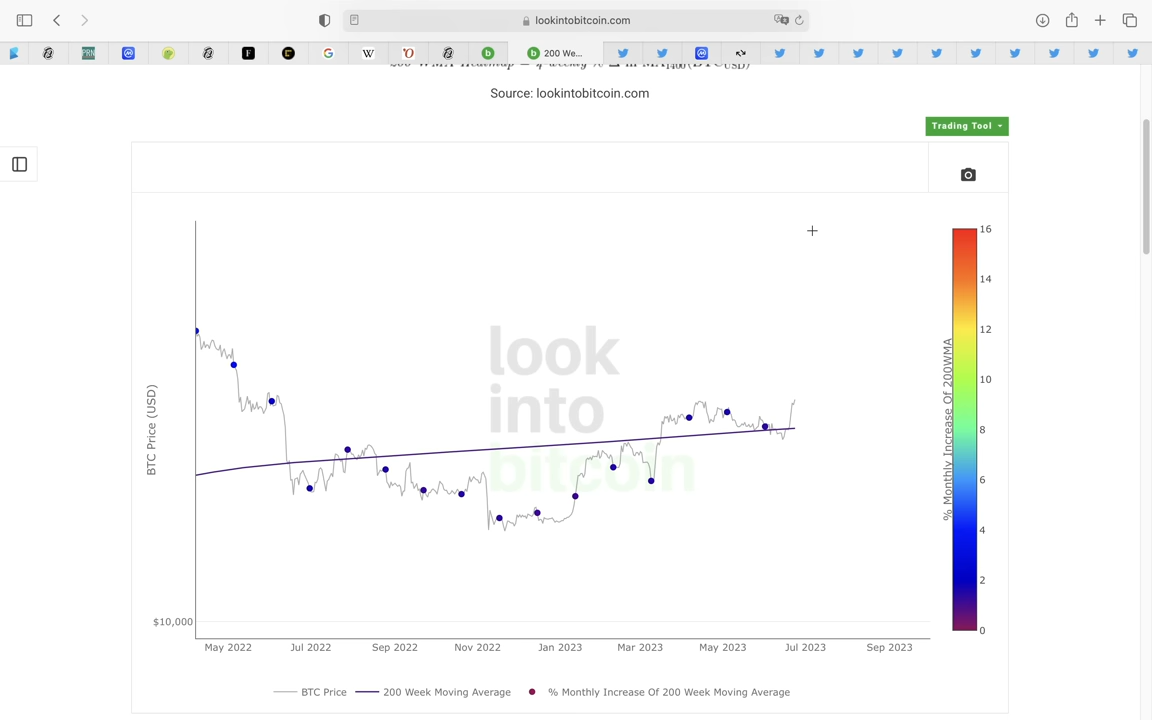 lookintobitcoin.com
200 We...
200 WMA Heatmap
Source: lookintobitcoin.com
Trading Tool
look
into
bitcoin
BTC Price (USD)
$10,000
May 2022 Jul 2022 Sep 2022 Nov 2022 Jan 2023 Mar 2023 May 2023 Jul 2023 Sep 2023
16
14
12
10
8
6
4
2
0
% Monthly Increase Of 200WMA
BTC Price 200 Week Moving Average % Monthly Increase Of 200 Week Moving Average